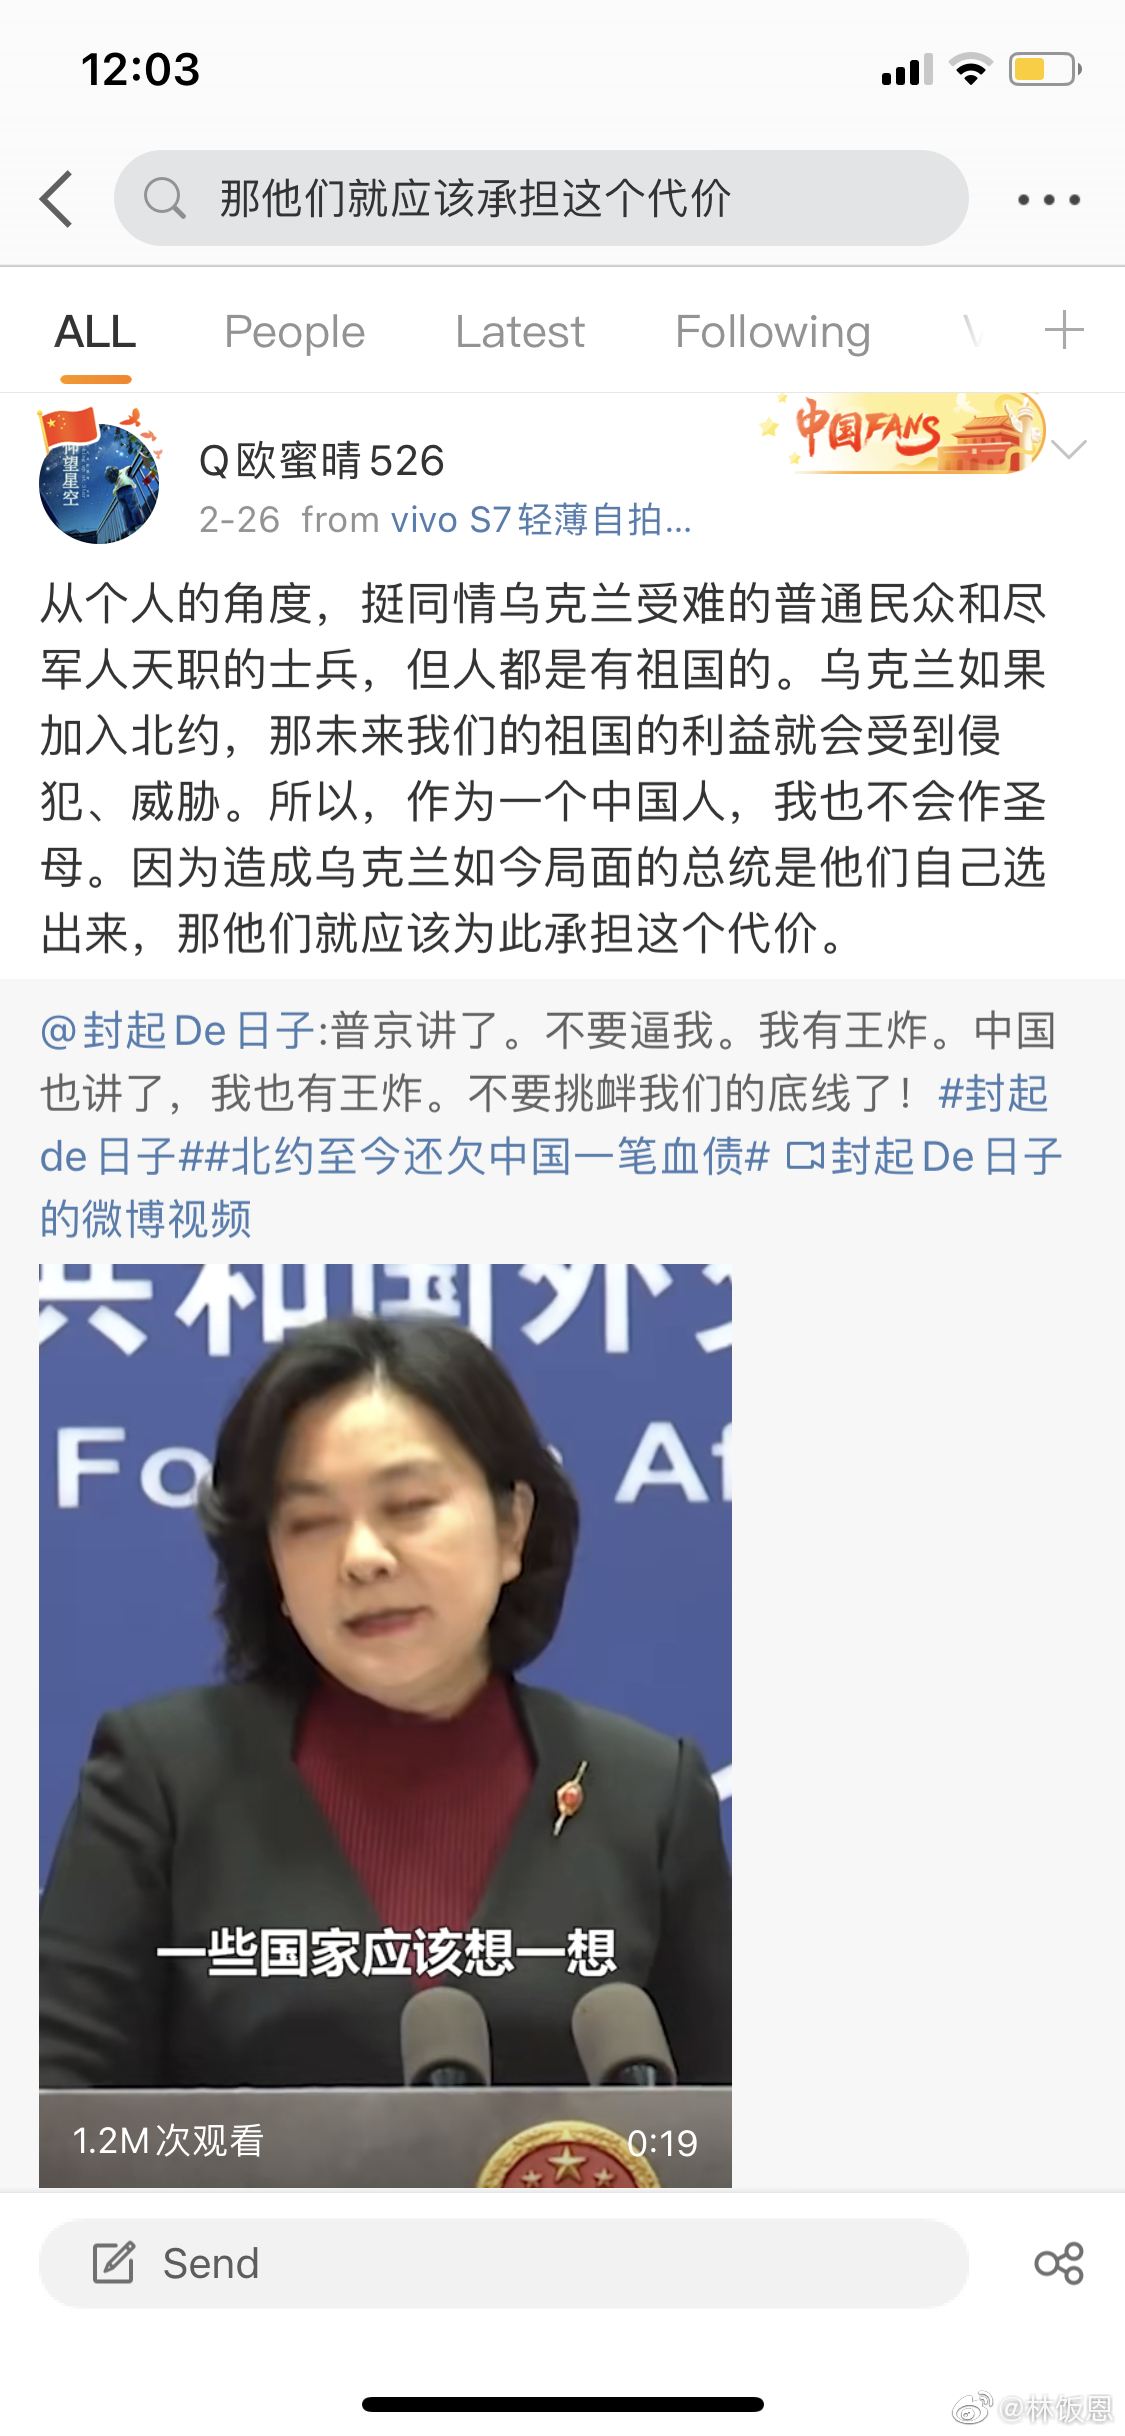 12:03
那他们就应该承担这个代价
ALL People Latest Following
中国FANS
仰望星空
Q欧蜜晴526
2-26 from vivo S7轻薄自拍...
从个人的角度，挺同情乌克兰受难的普通民众和尽
军人天职的士兵，但人都是有祖国的。乌克兰如果
加入北约，那未来我们的祖国的利益就会受到侵
犯、威胁。所以，作为一个中国人，我也不会作圣
母。因为造成乌克兰如今局面的总统是他们自己选
出来，那他们就应该为此承担这个代价。
@封起De日子:普京讲了。不要逼我。我有王炸。中国
也讲了，我也有王炸。不要挑衅我们的底线了！#封起
de日子##北约至今还欠中国一笔血债# 封起De日子
的微博视频
共和国外交
Fo Af
一些国家应该想一想
1.2M次观看 0:19
Send
@林饭恩